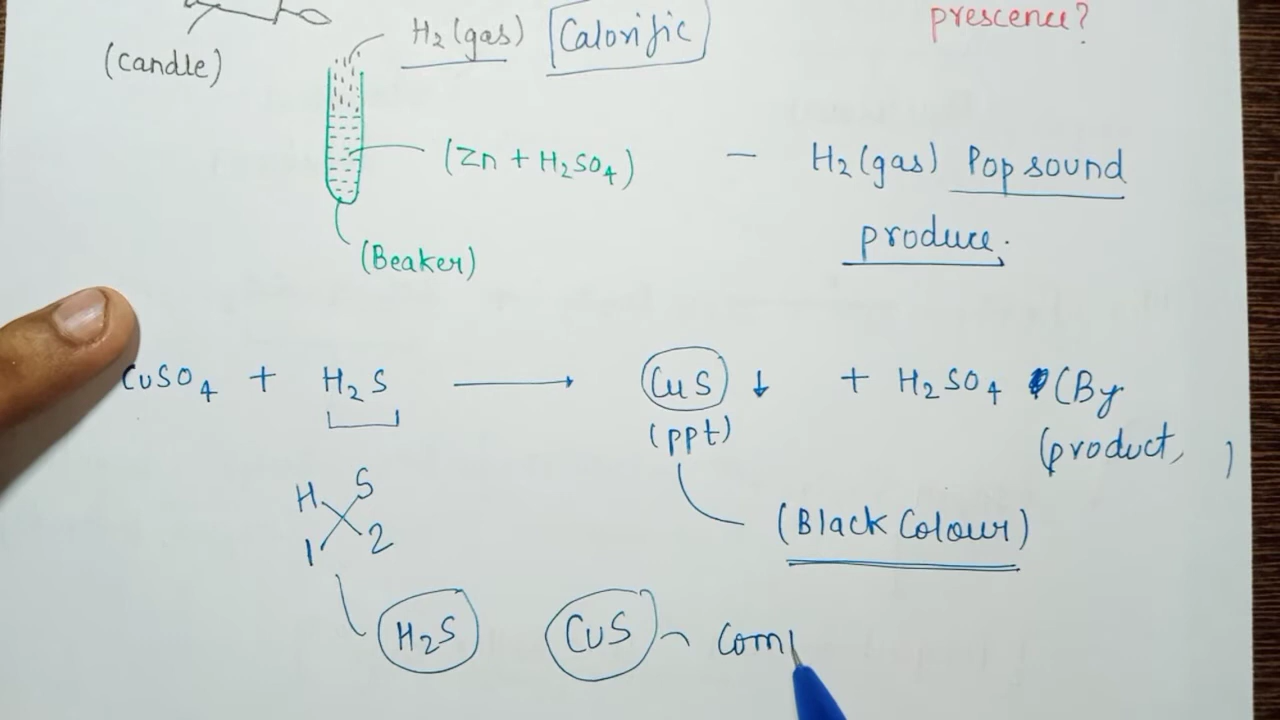 prescence?
H₂(gas) Calorific
(Candle)
(Zn + H₂SO₄) – H₂(gas) Pop sound
produce.
(Beaker)
CuSO₄ + H₂S → CuS ↓ + H₂SO₄ (By
(ppt) (product, )
H S
1 2
(Black Colour)
H₂S CuS com